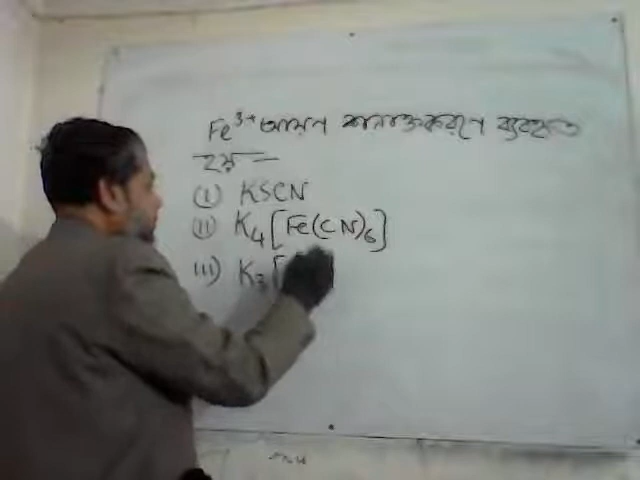 Fe³⁺ আয়ন শনাক্তকরণে ব্যবহৃত
হয় —
(i) KSCN
(ii) K₄[Fe(CN)₆]
(iii) K₃[